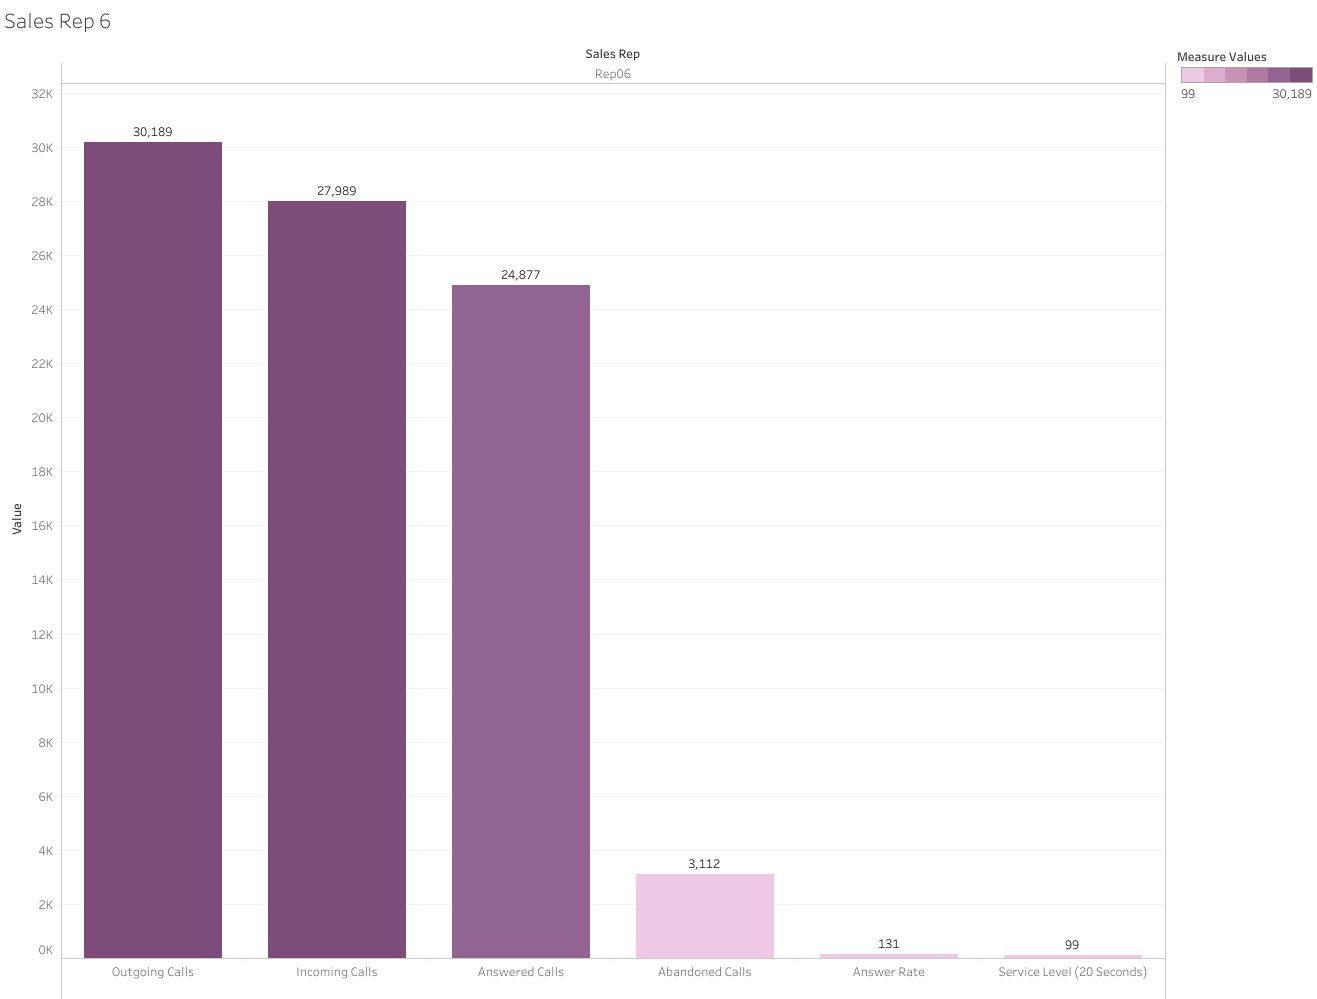 Sales Rep 6
Sales Rep
Rep06
Measure Values
99 30,189
32K
30K
28K
26K
24K
22K
20K
18K
16K
14K
12K
10K
8K
6K
4K
2K
0K
Value
30,189
27,989
24,877
3,112
131
99
Outgoing Calls
Incoming Calls
Answered Calls
Abandoned Calls
Answer Rate
Service Level (20 Seconds)